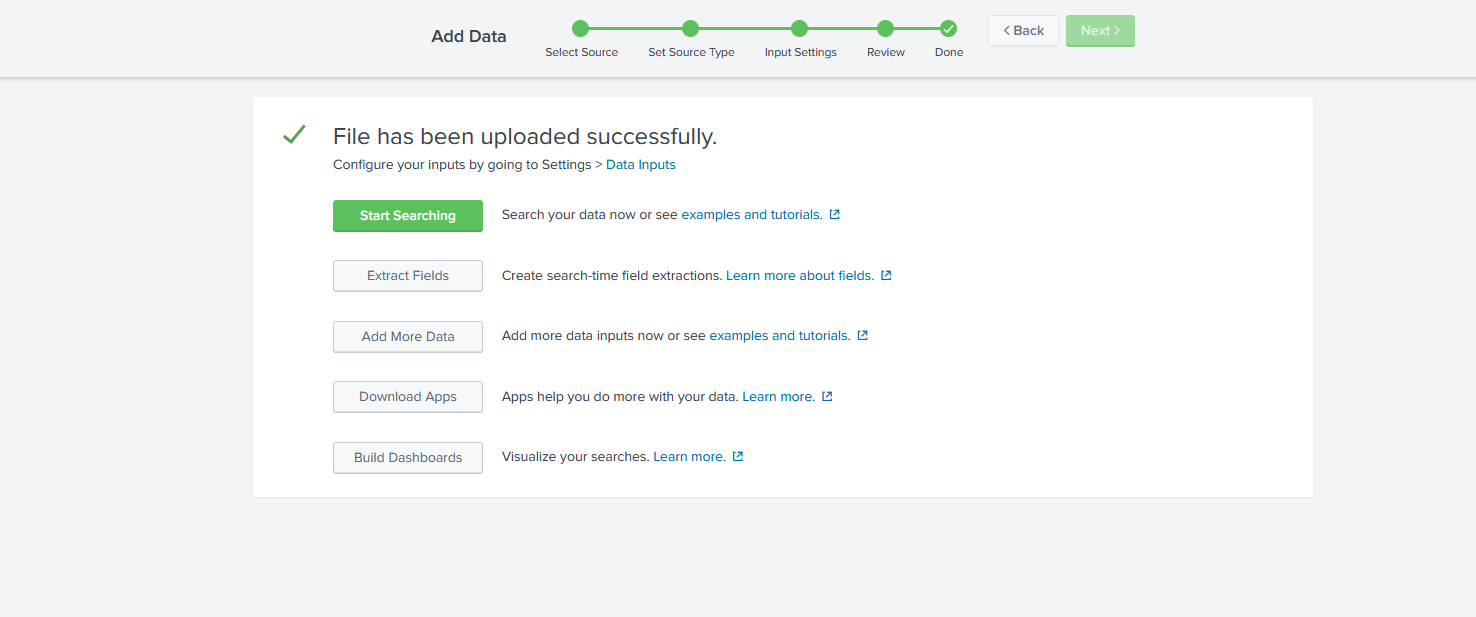 Add Data
Select Source
Set Source Type
Input Settings
Review
Done
< Back
Next >
File has been uploaded successfully.
Configure your inputs by going to Settings > Data Inputs
Start Searching
Search your data now or see examples and tutorials.
Extract Fields
Create search-time field extractions. Learn more about fields.
Add More Data
Add more data inputs now or see examples and tutorials.
Download Apps
Apps help you do more with your data. Learn more.
Build Dashboards
Visualize your searches. Learn more.